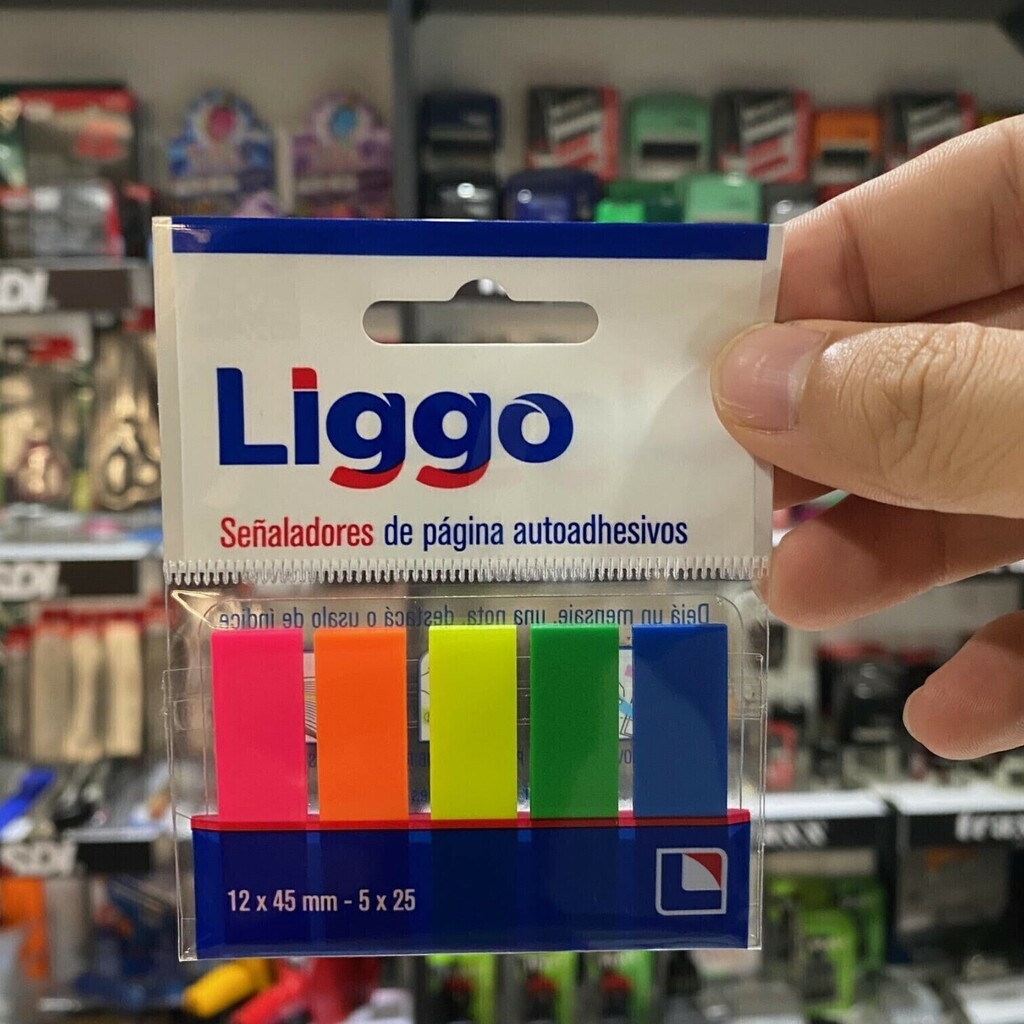 Liggo
Señaladores de página autoadhesivos
Dejá un mensaje, una nota, destacá o usalo de índice
12 x 45 mm - 5 x 25